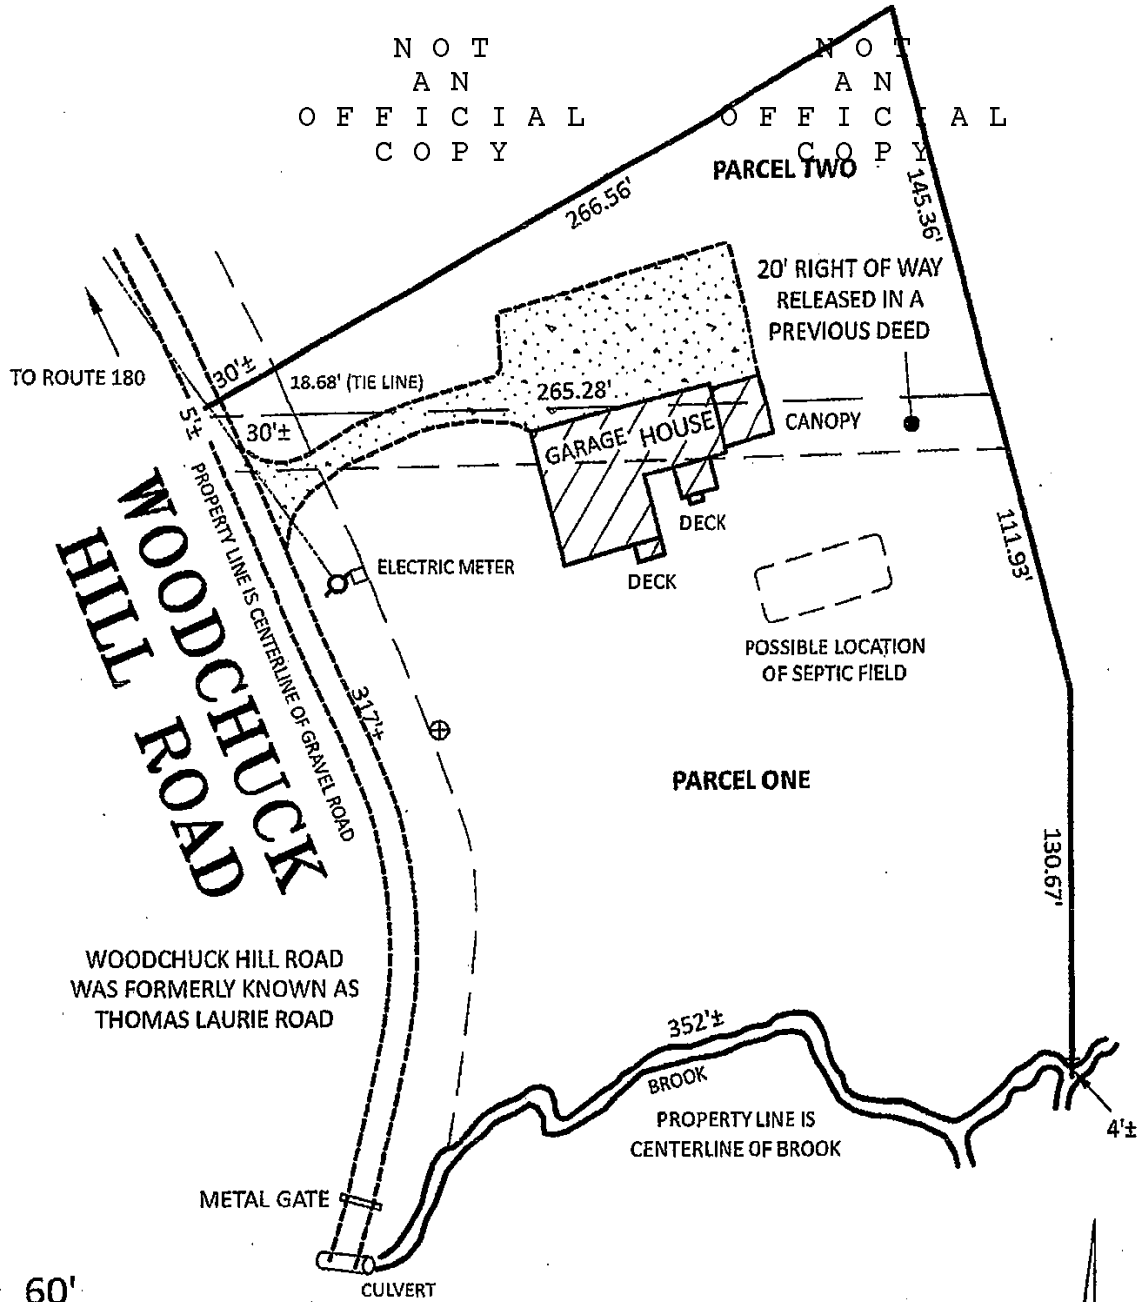 N O T
A N
O F F I C I A L
C O P Y
N O T
A N
O F F I C I A L
C O P Y
PARCEL TWO
266.56'
145.36'
20' RIGHT OF WAY
RELEASED IN A
PREVIOUS DEED
TO ROUTE 180
30'±
18.68' (TIE LINE)
265.28'
5'±
30'±
GARAGE
HOUSE
CANOPY
PROPERTY LINE IS CENTERLINE OF GRAVEL ROAD
WOODCHUCK
HILL ROAD
ELECTRIC METER
DECK
DECK
111.93'
POSSIBLE LOCATION
OF SEPTIC FIELD
317'±
PARCEL ONE
130.67'
WOODCHUCK HILL ROAD
WAS FORMERLY KNOWN AS
THOMAS LAURIE ROAD
352'±
BROOK
PROPERTY LINE IS
CENTERLINE OF BROOK
4'±
METAL GATE
CULVERT
60'